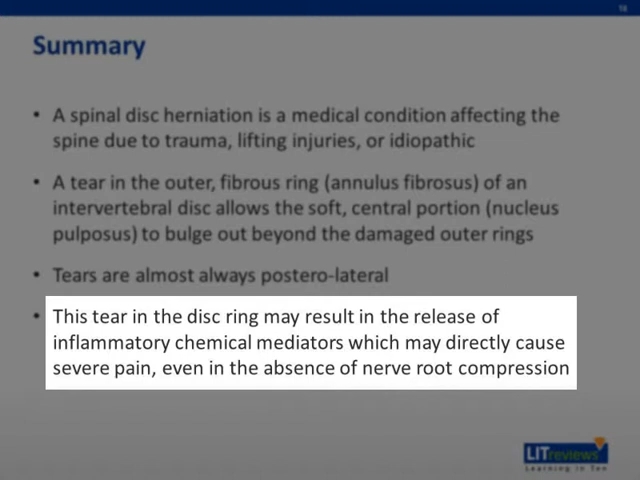 18
Summary
• A spinal disc herniation is a medical condition affecting the
spine due to trauma, lifting injuries, or idiopathic
• A tear in the outer, fibrous ring (annulus fibrosus) of an
intervertebral disc allows the soft, central portion (nucleus
pulposus) to bulge out beyond the damaged outer rings
• Tears are almost always postero-lateral
• This tear in the disc ring may result in the release of
inflammatory chemical mediators which may directly cause
severe pain, even in the absence of nerve root compression
LITreviews
Learning in Ten